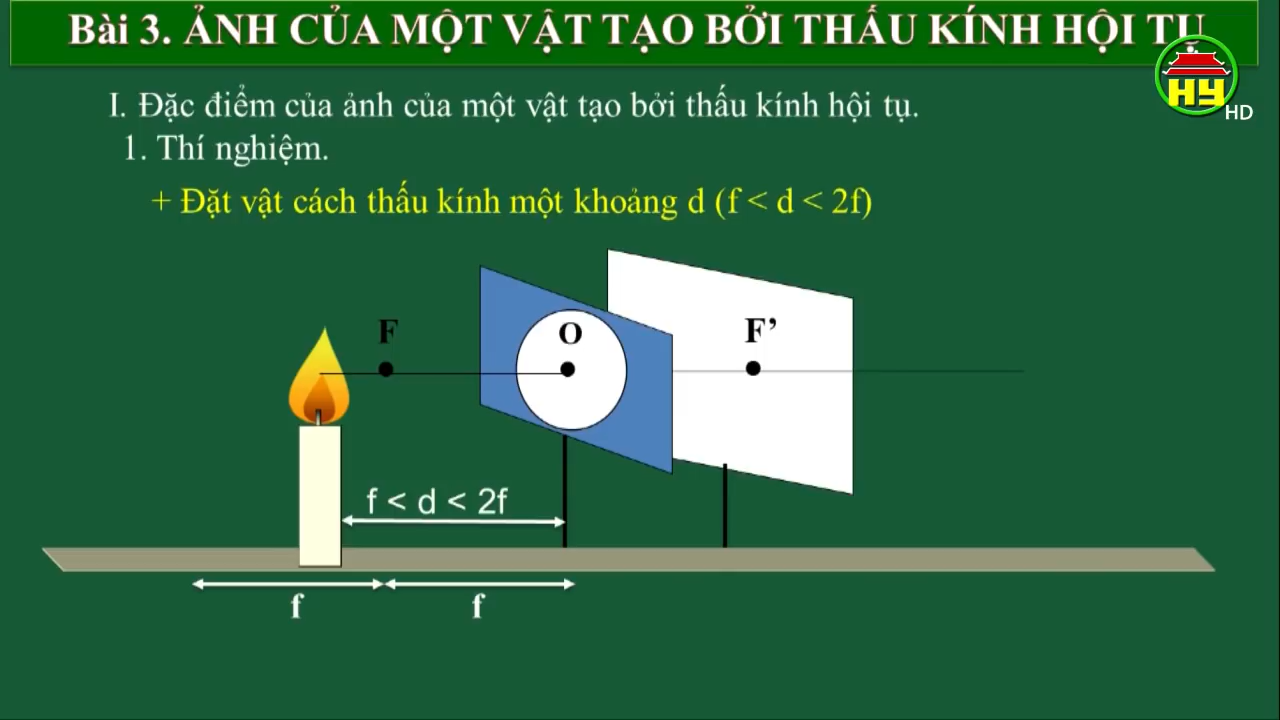 Bài 3. ẢNH CỦA MỘT VẬT TẠO BỞI THẤU KÍNH HỘI TỤ
HY HD
I. Đặc điểm của ảnh của một vật tạo bởi thấu kính hội tụ.
1. Thí nghiệm.
+ Đặt vật cách thấu kính một khoảng d (f < d < 2f)
F O F’
f < d < 2f
f f